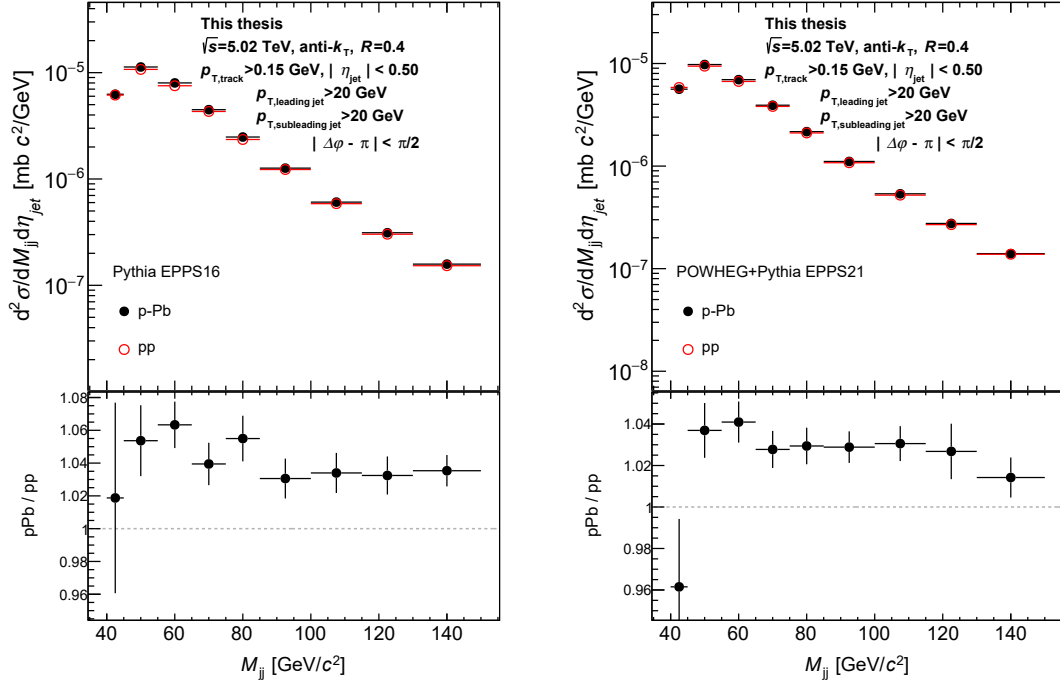 This thesis
√s=5.02 TeV, anti-kT, R=0.4
pT,track>0.15 GeV, | ηjet | < 0.50
pT,leading jet>20 GeV
pT,subleading jet>20 GeV
| Δφ - π | < π/2
d² σ/dMjjdηjet [mb c²/GeV]
10⁻⁵
10⁻⁶
10⁻⁷
Pythia EPPS16
p-Pb
pp
pPb / pp
1.08
1.06
1.04
1.02
1
0.98
0.96
40 60 80 100 120 140
Mjj [GeV/c²]
This thesis
√s=5.02 TeV, anti-kT, R=0.4
pT,track>0.15 GeV, | ηjet | < 0.50
pT,leading jet>20 GeV
pT,subleading jet>20 GeV
| Δφ - π | < π/2
d² σ/dMjjdηjet [mb c²/GeV]
10⁻⁵
10⁻⁶
10⁻⁷
10⁻⁸
POWHEG+Pythia EPPS21
p-Pb
pp
pPb / pp
1.04
1.02
1
0.98
0.96
40 60 80 100 120 140
Mjj [GeV/c²]